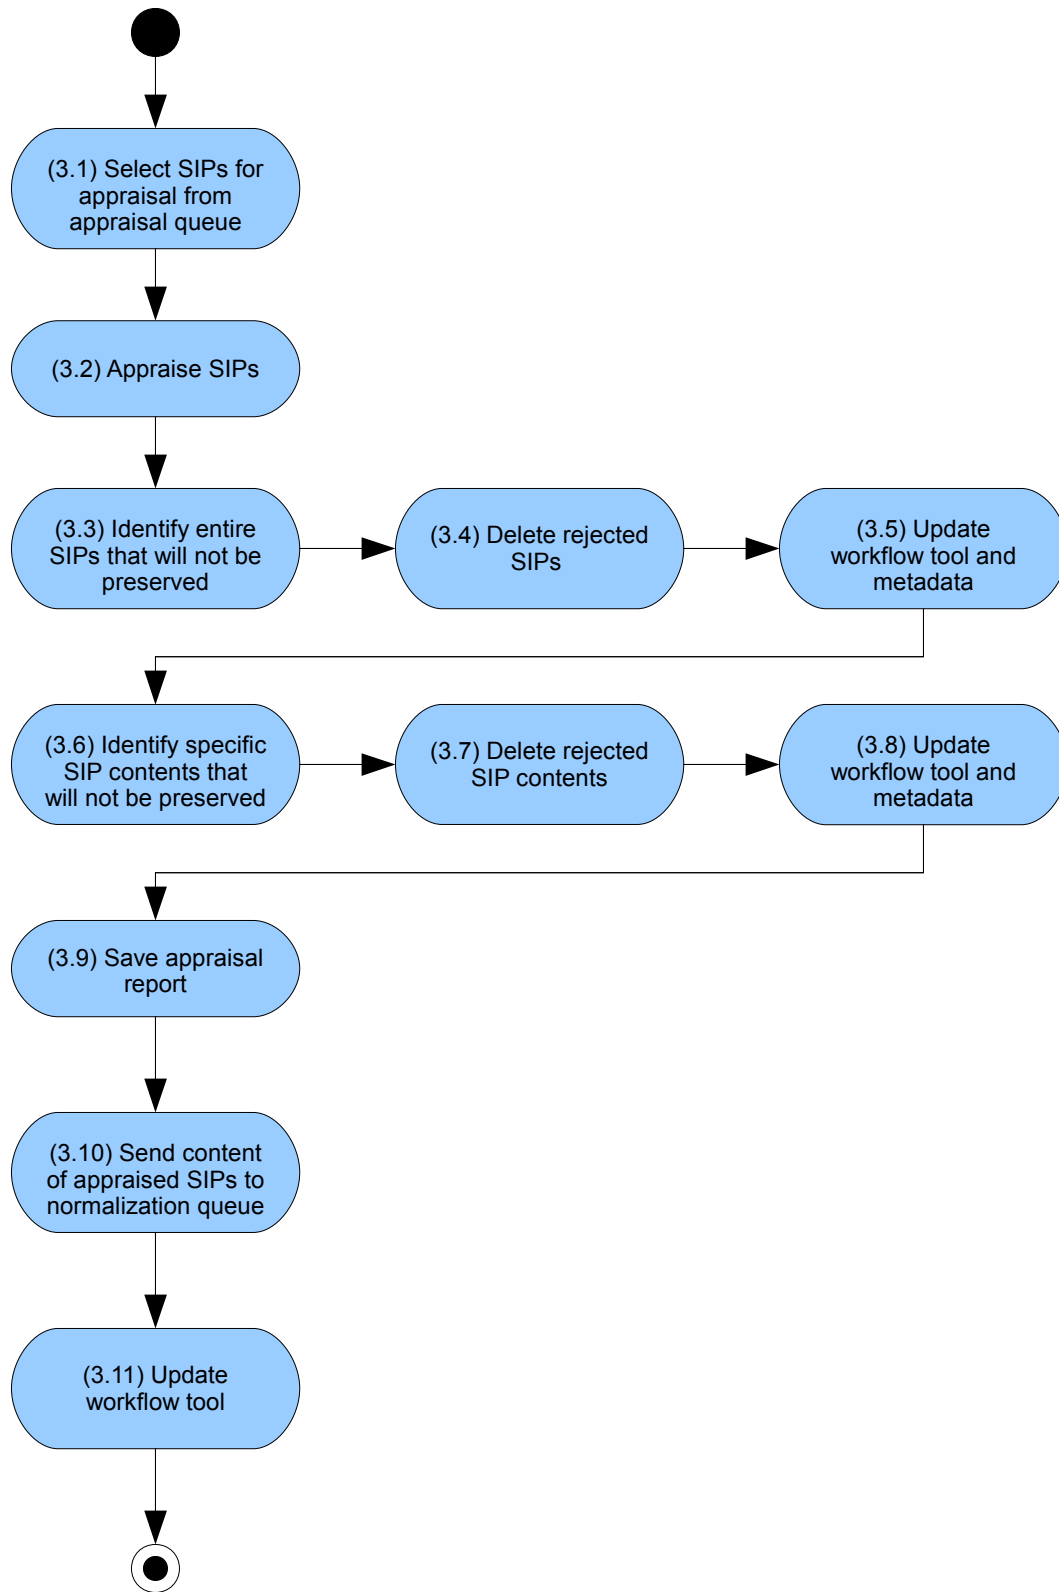 (3.1) Select SIPs for
appraisal from
appraisal queue
(3.2) Appraise SIPs
(3.3) Identify entire
SIPs that will not be
preserved
(3.4) Delete rejected
SIPs
(3.5) Update
workflow tool and
metadata
(3.6) Identify specific
SIP contents that
will not be preserved
(3.7) Delete rejected
SIP contents
(3.8) Update
workflow tool and
metadata
(3.9) Save appraisal
report
(3.10) Send content
of appraised SIPs to
normalization queue
(3.11) Update
workflow tool